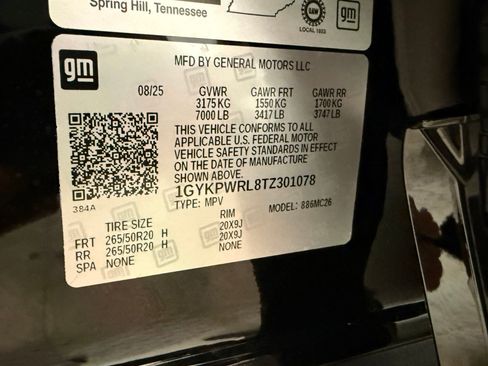 Spring Hill, Tennessee
UAW
LOCAL 1853
gm
gm
MFD BY GENERAL MOTORS LLC
08/25 GVWR GAWR FRT GAWR RR
3175 KG 1550 KG 1700 KG
7000 LB 3417 LB 3747 LB
THIS VEHICLE CONFORMS TO ALL
APPLICABLE U.S. FEDERAL MOTOR
VEHICLE SAFETY STANDARDS IN EFFECT
ON THE DATE OF MANUFACTURE
SHOWN ABOVE.
1GYKPWRL8TZ301078
TYPE: MPV MODEL: 886MC26
384A
TIRE SIZE RIM
FRT 265/50R20 H 20X9J
RR 265/50R20 H 20X9J
SPA NONE NONE